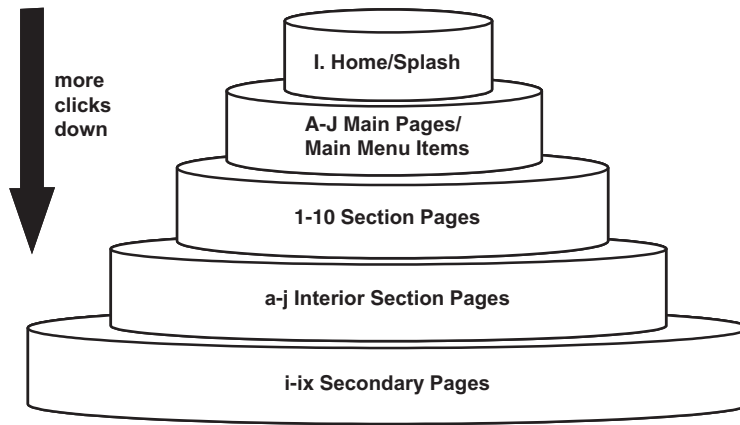 I. Home/Splash
more
clicks
down
A-J Main Pages/
Main Menu Items
1-10 Section Pages
a-j Interior Section Pages
i-ix Secondary Pages